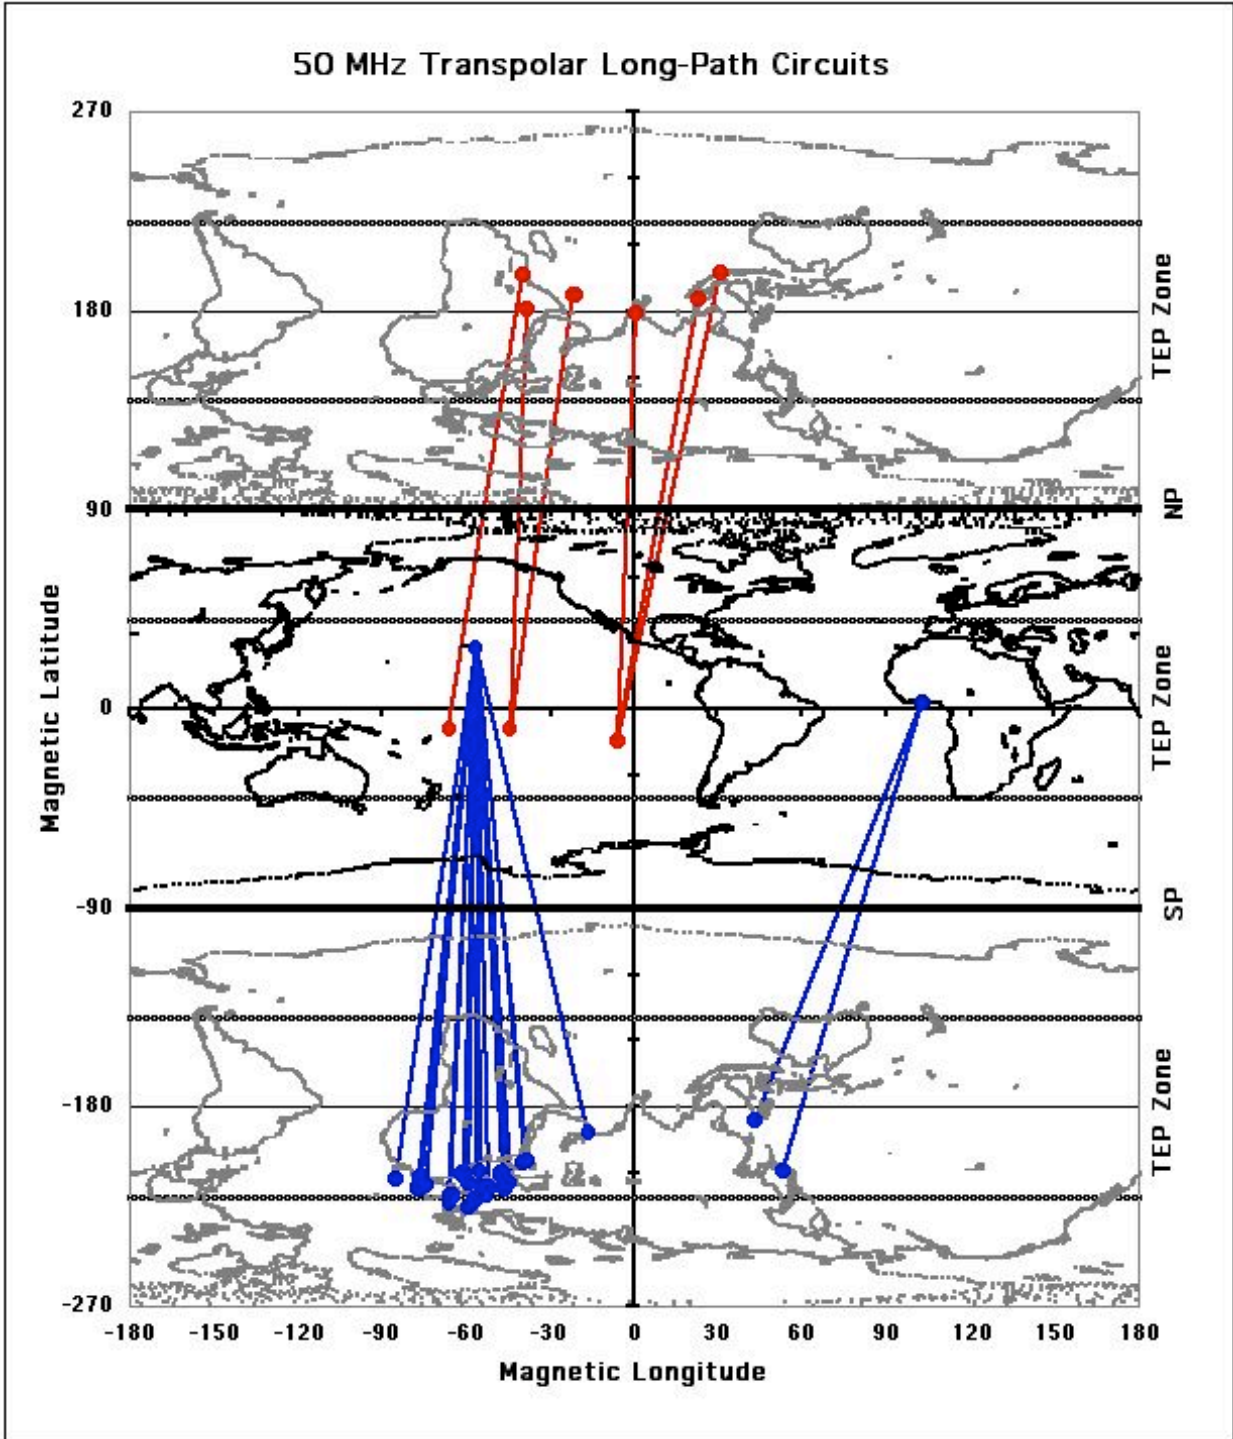 50 MHz Transpolar Long-Path Circuits
270
180
90
0
-90
-180
-270
Magnetic Latitude
TEP Zone
NP
TEP Zone
SP
TEP Zone
-180 -150 -120 -90 -60 -30 0 30 60 90 120 150 180
Magnetic Longitude